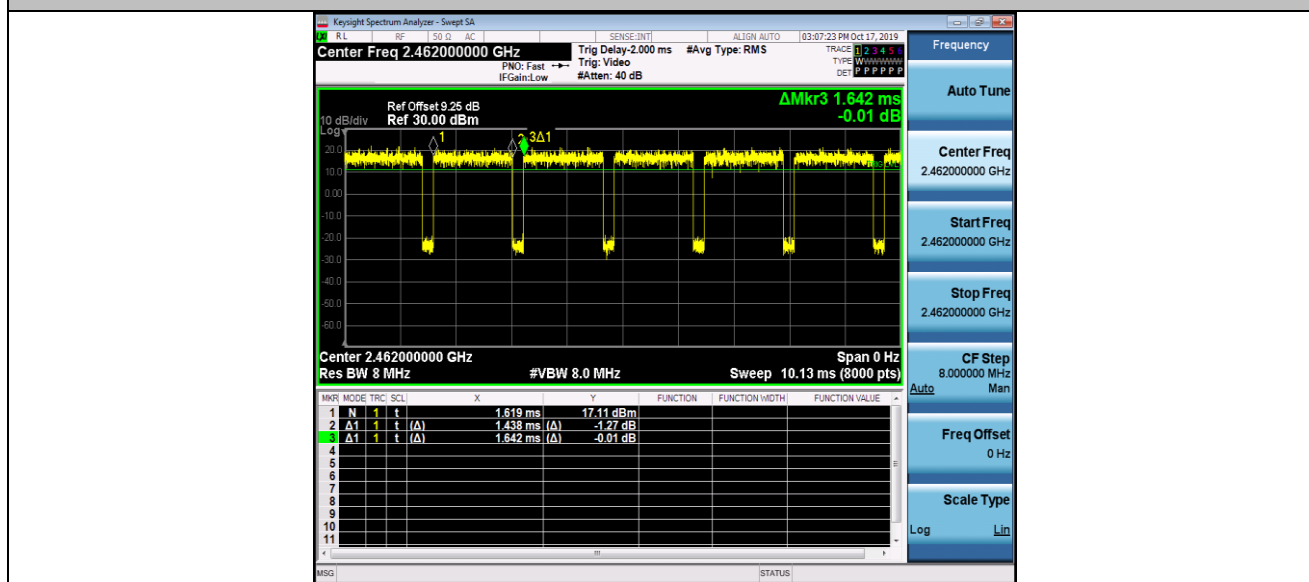 Keysight Spectrum Analyzer - Swept SA
RL RF 50 Ω AC SENSE:INT ALIGN AUTO 03:07:23 PM Oct 17, 2019
Center Freq 2.462000000 GHz Trig Delay-2.000 ms #Avg Type: RMS TRACE 1 2 3 4 5 6
PNO: Fast Trig: Video TYPE WWWWWW
IFGain:Low #Atten: 40 dB DET P P P P P P
Frequency
Auto Tune
Center Freq
2.462000000 GHz
Start Freq
2.462000000 GHz
Stop Freq
2.462000000 GHz
CF Step
8.000000 MHz
Auto Man
Freq Offset
0 Hz
Scale Type
Log Lin
ΔMkr3 1.642 ms
-0.01 dB
Ref Offset 9.25 dB
10 dB/div Ref 30.00 dBm
Log
1
3Δ1
20.0
10.0
0.00
-10.0
-20.0
-30.0
-40.0
-50.0
-60.0
Center 2.462000000 GHz Span 0 Hz
Res BW 8 MHz #VBW 8.0 MHz Sweep 10.13 ms (8000 pts)
MKR MODE TRC SCL X Y FUNCTION FUNCTION WIDTH FUNCTION VALUE
1 N 1 t 1.619 ms 17.11 dBm
2 Δ1 1 t (Δ) 1.438 ms (Δ) -1.27 dB
3 Δ1 1 t (Δ) 1.642 ms (Δ) -0.01 dB
4
5
6
7
8
9
10
11
MSG STATUS